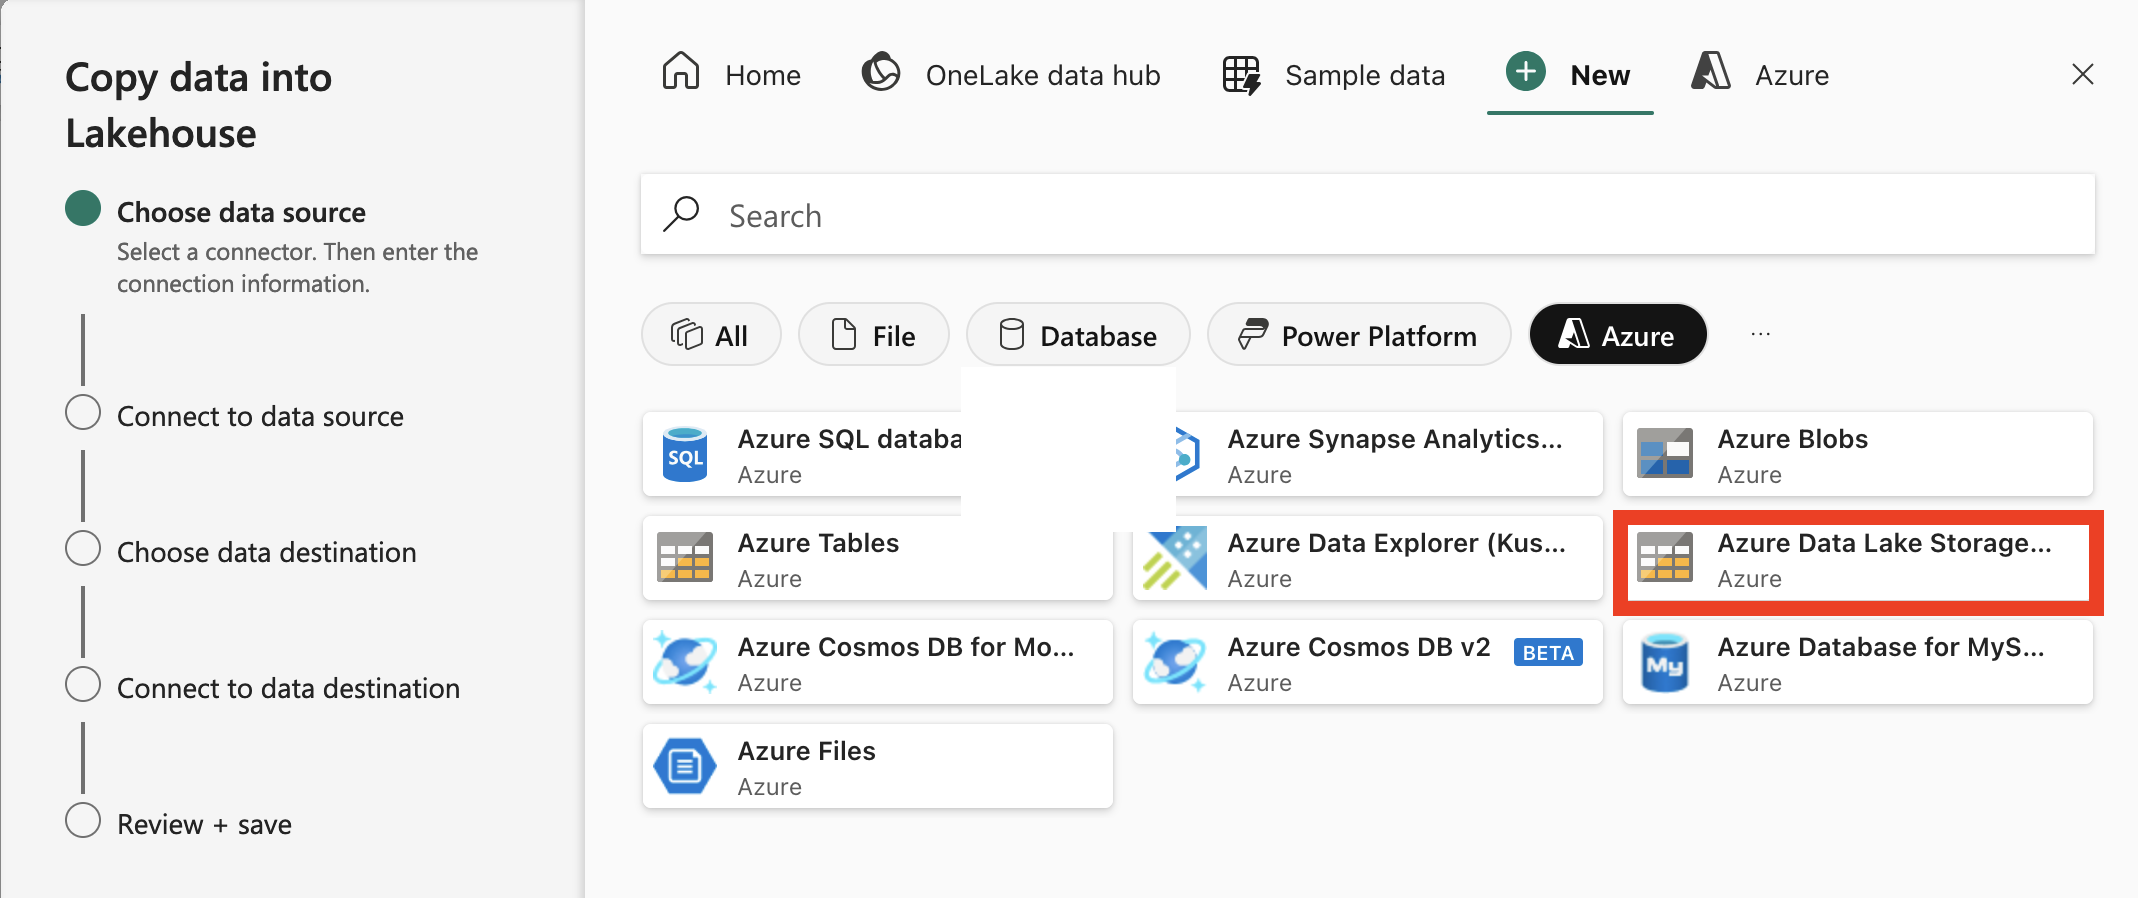 Copy data into
Lakehouse
Choose data source
Select a connector. Then enter the
connection information.
Connect to data source
Choose data destination
Connect to data destination
Review + save
Home
OneLake data hub
Sample data
New
Azure
Search
All
File
Database
Power Platform
Azure
...
SQL
Azure SQL databa
Azure
Azure Synapse Analytics...
Azure
Azure Blobs
Azure
Azure Tables
Azure
Azure Data Explorer (Kus...
Azure
Azure Data Lake Storage...
Azure
Azure Cosmos DB for Mo...
Azure
Azure Cosmos DB v2 BETA
Azure
My
Azure Database for MyS...
Azure
Azure Files
Azure